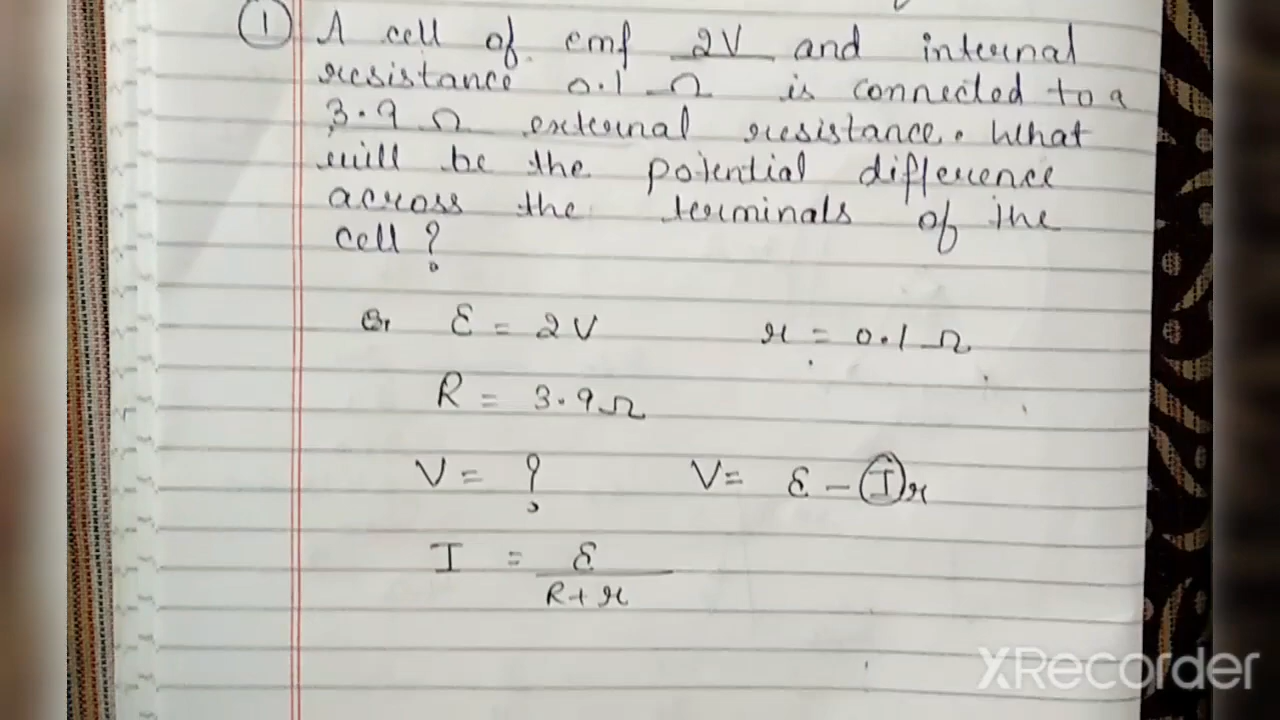 ① A cell of emf 2V and internal
resistance 0.1 Ω is connected to a
3.9 Ω external resistance. What
will be the potential difference
across the terminals of the
cell?
ε = 2V r = 0.1 Ω
R = 3.9 Ω
V = ? V = ε - Ir
I = ε / R + r
XRecorder